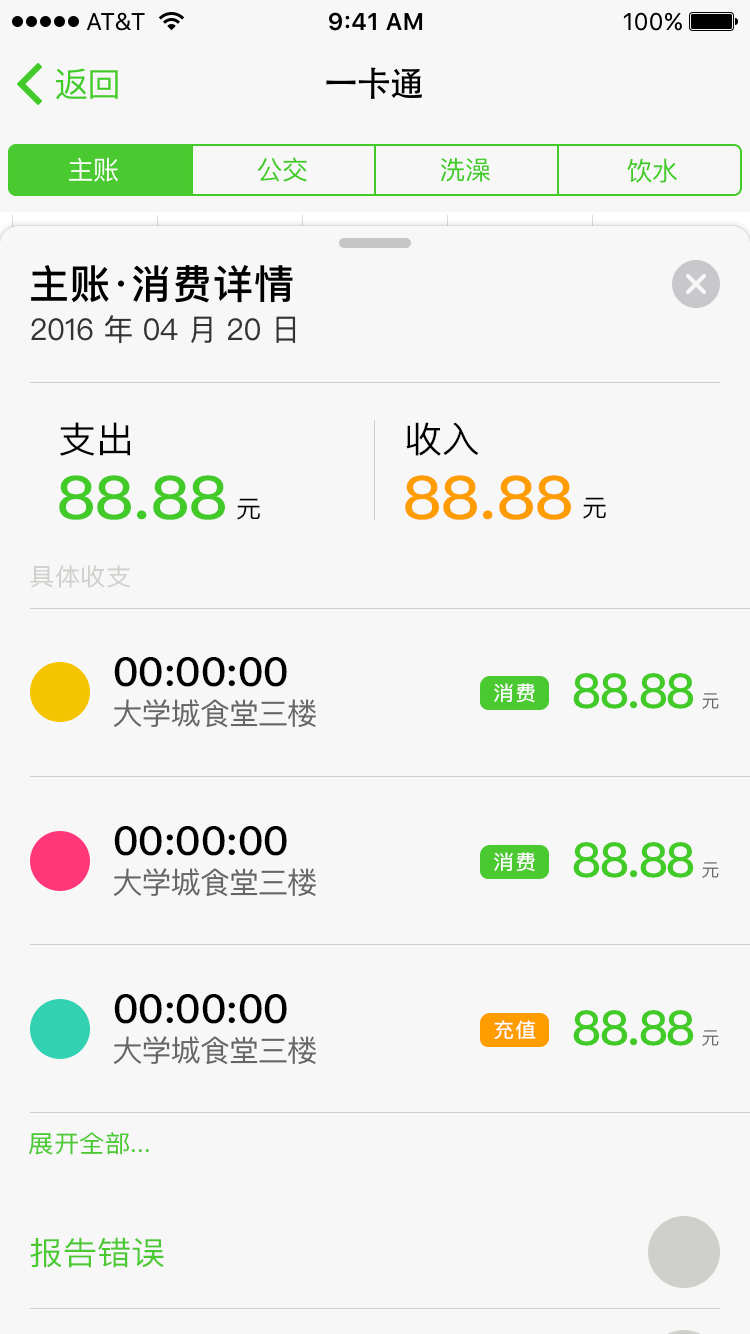 AT&T 9:41 AM 100%
返回 一卡通
主账 公交 洗澡 饮水
主账·消费详情
2016 年 04 月 20 日
支出 收入
88.88 元 88.88 元
具体收支
00:00:00
大学城食堂三楼 消费 88.88 元
00:00:00
大学城食堂三楼 消费 88.88 元
00:00:00
大学城食堂三楼 充值 88.88 元
展开全部...
报告错误